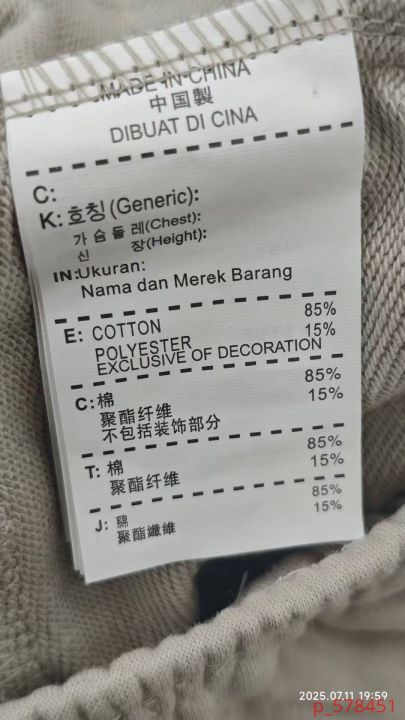 MADE IN CHINA
中国製
DIBUAT DI CINA
C:
K: 호칭 (Generic):
가 슴 둘 레(Chest):
신 장(Height):
IN:Ukuran:
Nama dan Merek Barang
E: COTTON 85%
POLYESTER 15%
EXCLUSIVE OF DECORATION
C:棉 85%
聚酯纤维 15%
不包括装饰部分
T: 棉 85%
聚酯纤维 15%
J: 85%
聚酯纖維 15%
2025.07.11 19:59
p_578451